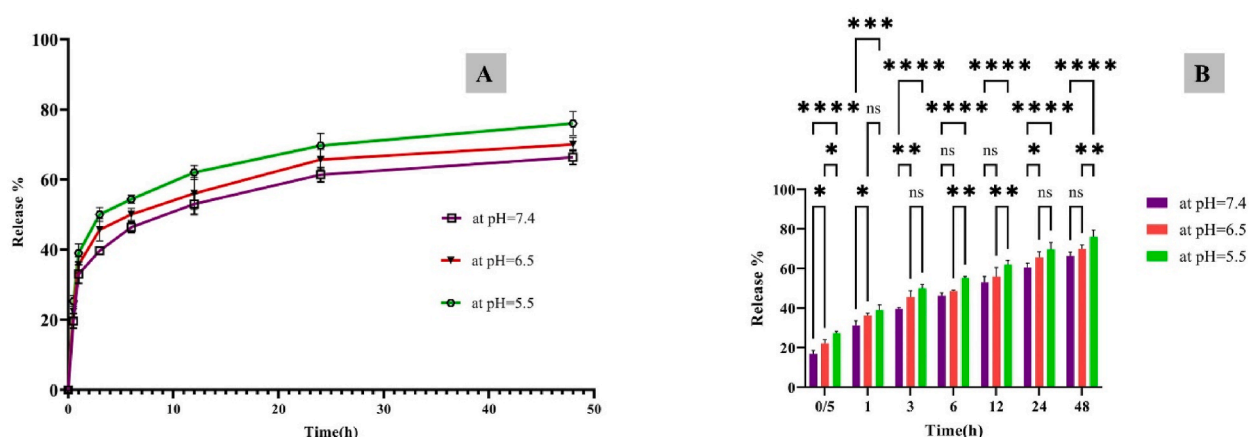 A
Release %
100
80
60
40
20
0
0 10 20 30 40 50
Time(h)
at pH=7.4
at pH=6.5
at pH=5.5
B
***
**** **** ****
ns
**** **** ****
* ns ns ** * **
* * ns ** ns ns
Release %
100
80
60
40
20
0
0/5 1 3 6 12 24 48
Time(h)
at pH=7.4
at pH=6.5
at pH=5.5